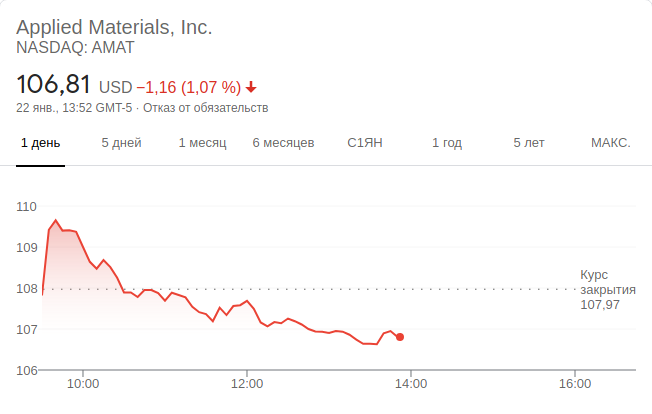 Applied Materials, Inc.
NASDAQ: AMAT
106,81 USD −1,16 (1,07 %)
22 янв., 13:52 GMT-5 · Отказ от обязательств
1 день 5 дней 1 месяц 6 месяцев С1ЯН 1 год 5 лет МАКС.
110
109
108
107
106
Курс
закрытия
107,97
10:00 12:00 14:00 16:00